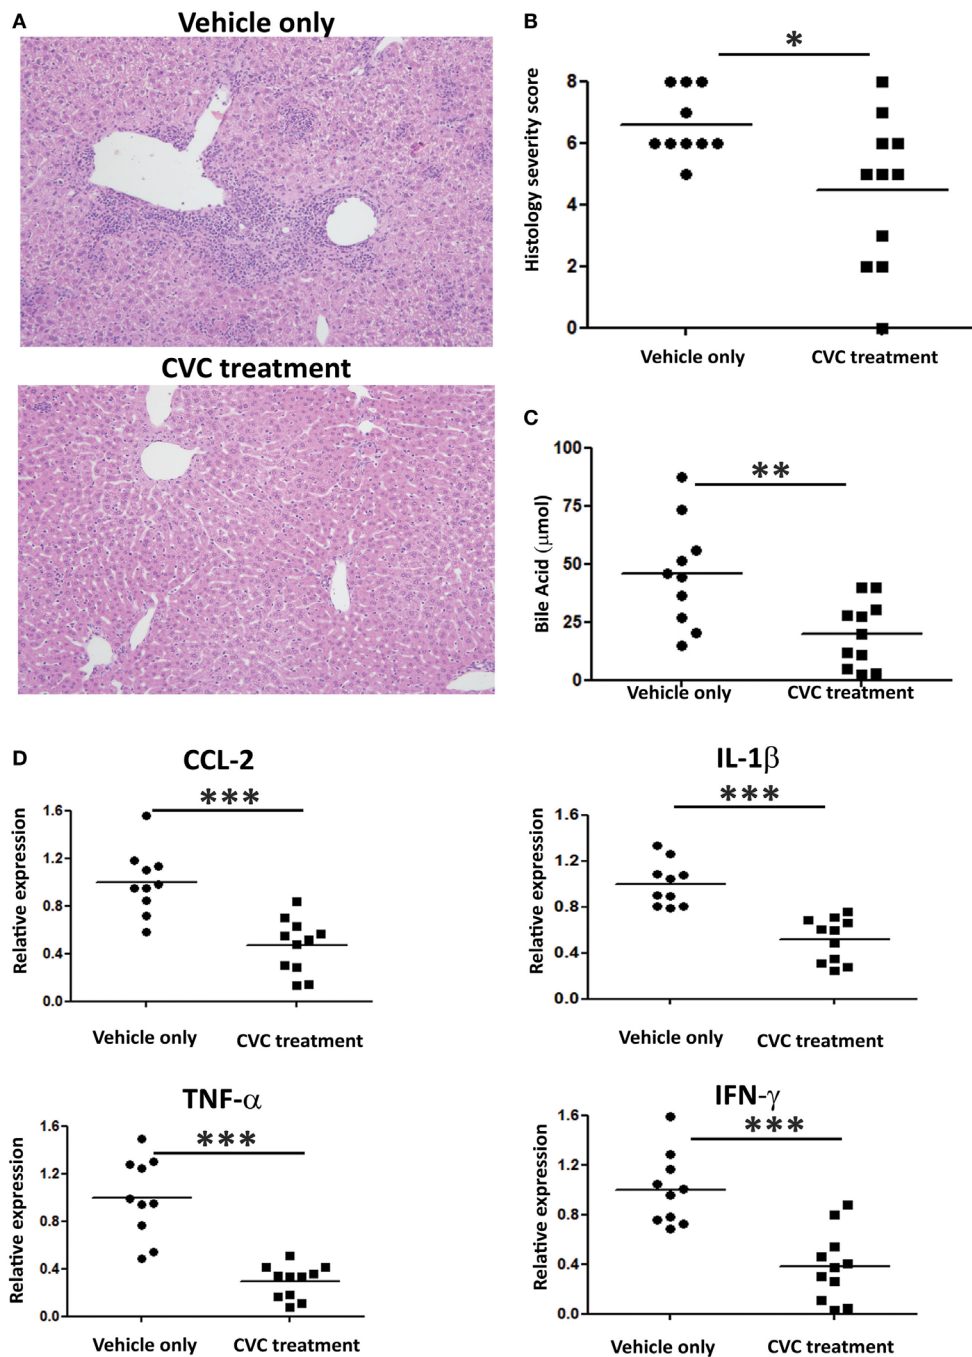 A
Vehicle only
CVC treatment
B
*
Histology severity score
8
6
4
2
0
Vehicle only
CVC treatment
C
**
Bile Acid (μmol)
100
75
50
25
0
Vehicle only
CVC treatment
D
CCL-2
***
Relative expression
1.6
1.2
0.8
0.4
0.0
Vehicle only
CVC treatment
IL-1β
***
Relative expression
1.6
1.2
0.8
0.4
0.0
Vehicle only
CVC treatment
TNF-α
***
Relative expression
1.6
1.2
0.8
0.4
0.0
Vehicle only
CVC treatment
IFN-γ
***
Relative expression
1.6
1.2
0.8
0.4
0.0
Vehicle only
CVC treatment